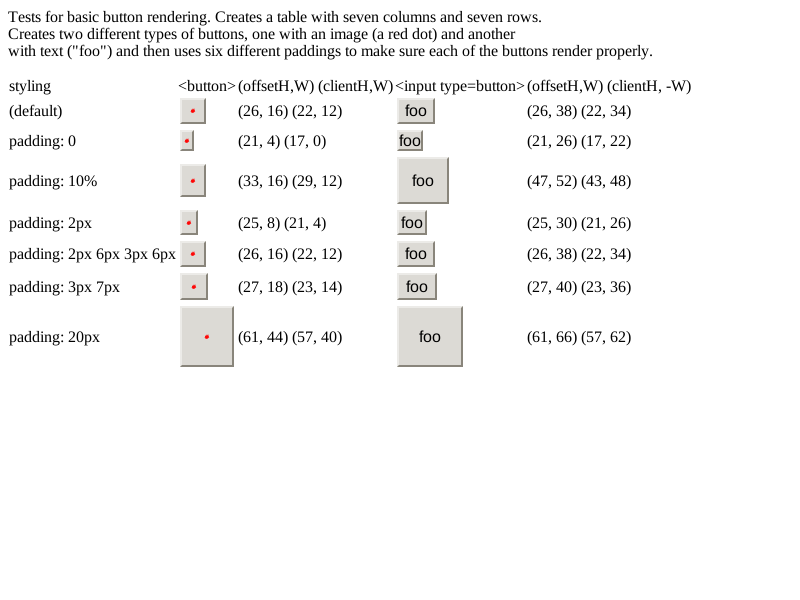 Tests for basic button rendering. Creates a table with seven columns and seven rows.
Creates two different types of buttons, one with an image (a red dot) and another
with text ("foo") and then uses six different paddings to make sure each of the buttons render properly.
styling <button> (offsetH,W) (clientH,W) <input type=button> (offsetH,W) (clientH, -W)
(default) (26, 16) (22, 12) foo (26, 38) (22, 34)
padding: 0 (21, 4) (17, 0) foo (21, 26) (17, 22)
padding: 10% (33, 16) (29, 12) foo (47, 52) (43, 48)
padding: 2px (25, 8) (21, 4) foo (25, 30) (21, 26)
padding: 2px 6px 3px 6px (26, 16) (22, 12) foo (26, 38) (22, 34)
padding: 3px 7px (27, 18) (23, 14) foo (27, 40) (23, 36)
padding: 20px (61, 44) (57, 40) foo (61, 66) (57, 62)